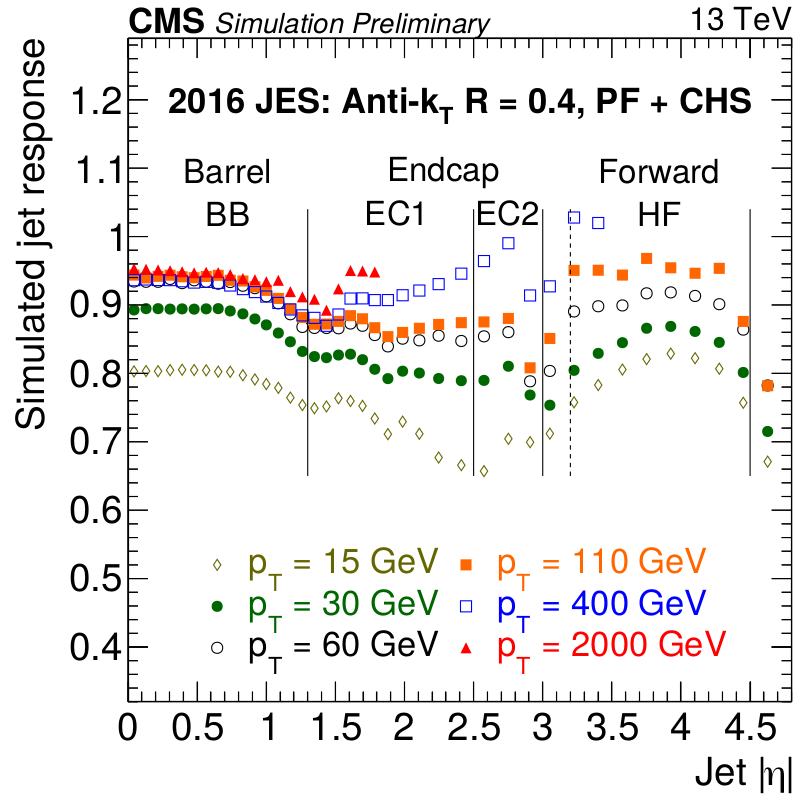 CMS Simulation Preliminary 13 TeV
2016 JES: Anti-kT R = 0.4, PF + CHS
Barrel Endcap Forward
BB EC1 EC2 HF
Simulated jet response
1.2
1.1
1
0.9
0.8
0.7
0.6
0.5
0.4
pT = 15 GeV pT = 110 GeV
pT = 30 GeV pT = 400 GeV
pT = 60 GeV pT = 2000 GeV
0 0.5 1 1.5 2 2.5 3 3.5 4 4.5
Jet |η|